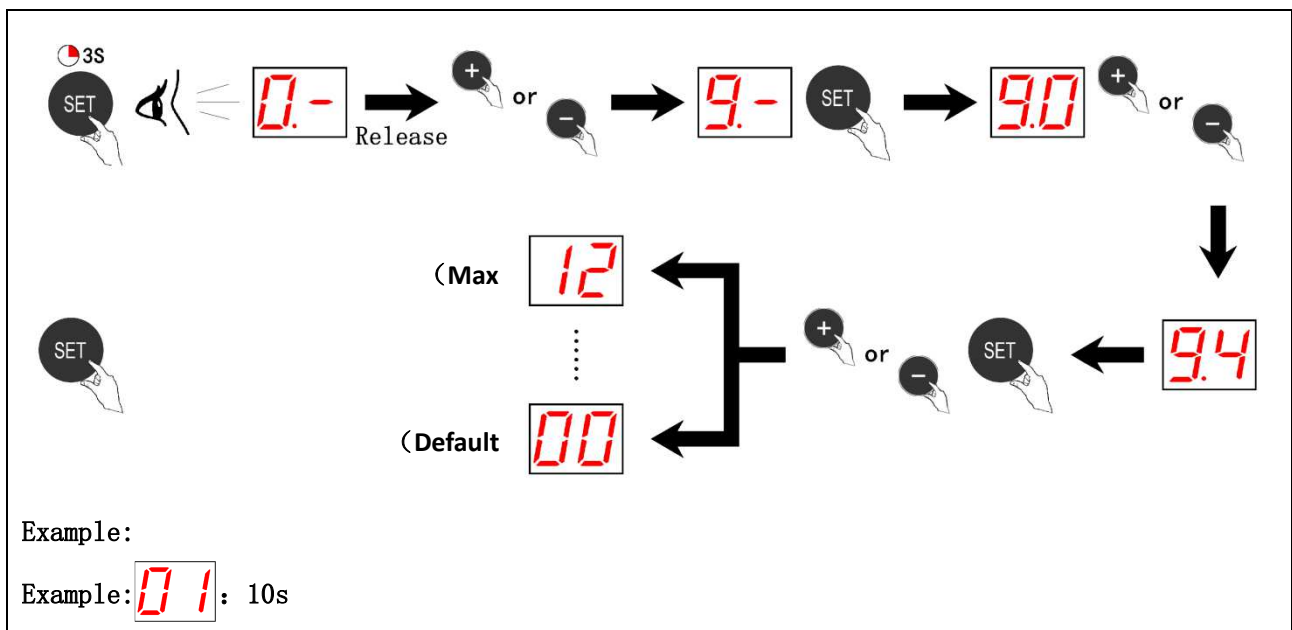 3S
SET 0.- Release + or - 9.- SET 9.0 + or -
(Max 12
SET + or - SET 9.4
(Default 00
Example:
Example: 01: 10s